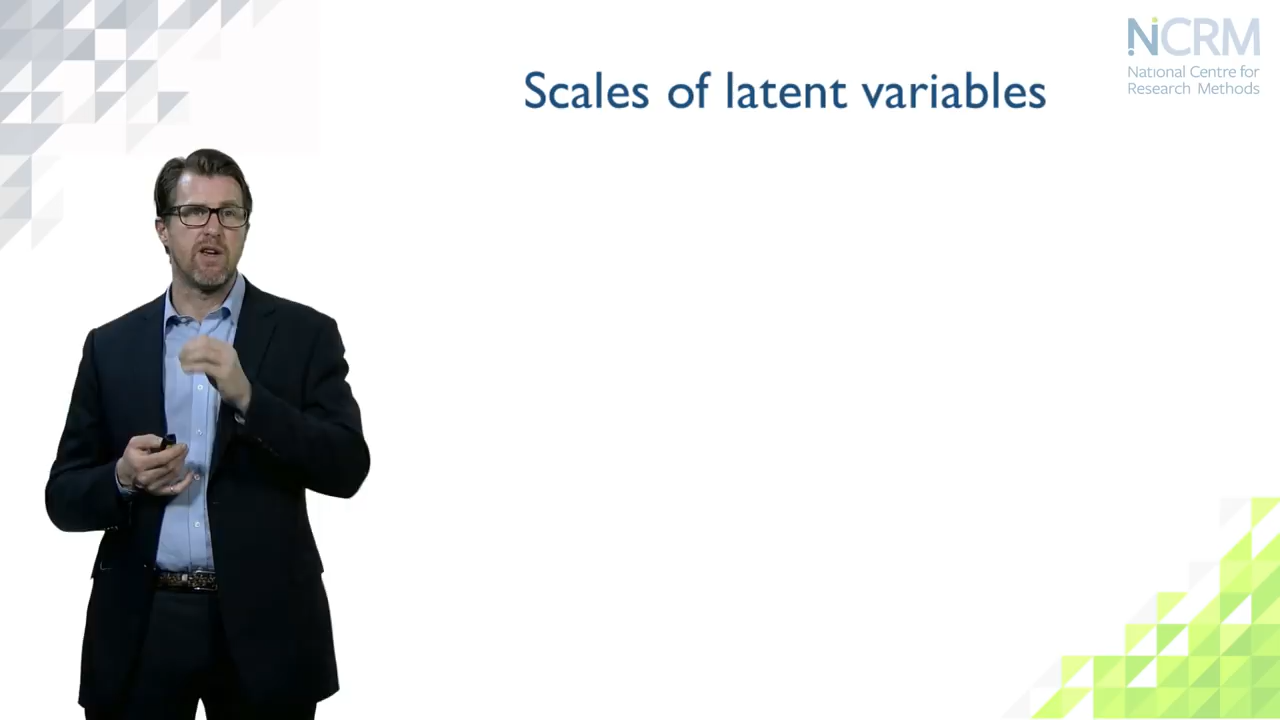 Scales of latent variables
NCRM
National Centre for
Research Methods